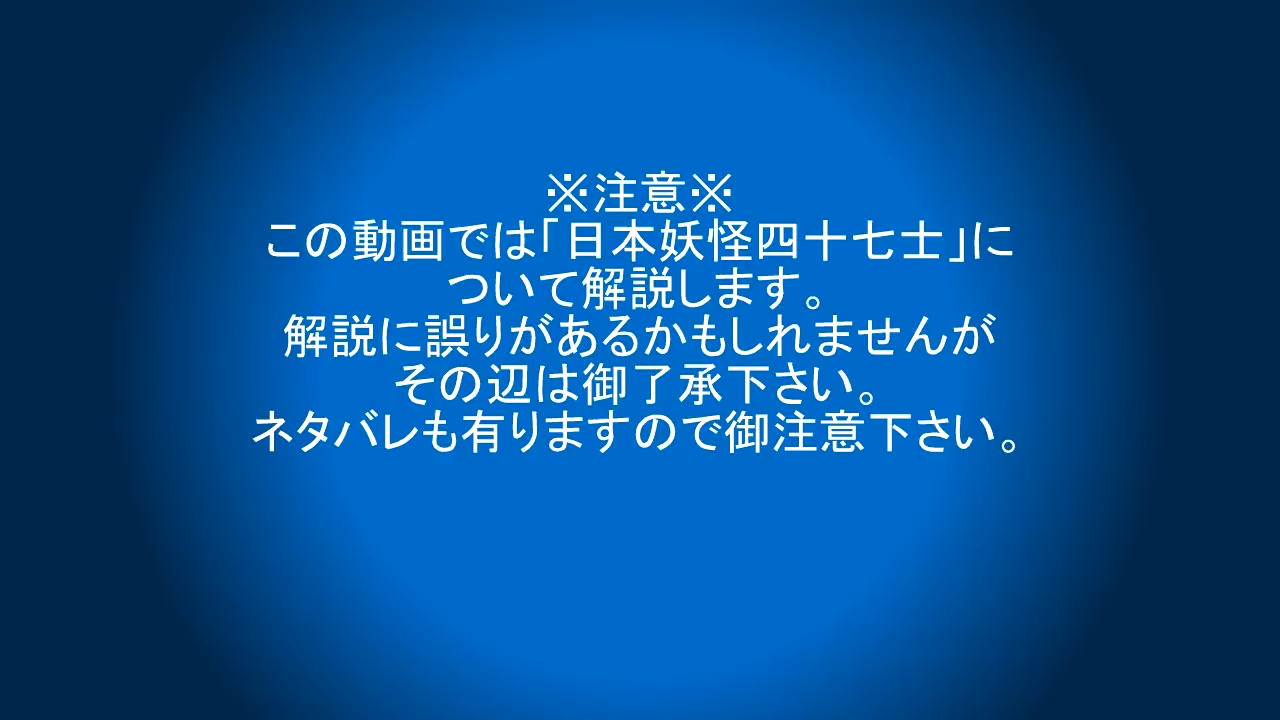 ※注意※
この動画では「日本妖怪四十七士」に
ついて解説します。
解説に誤りがあるかもしれませんが
その辺は御了承下さい。
ネタバレも有りますので御注意下さい。